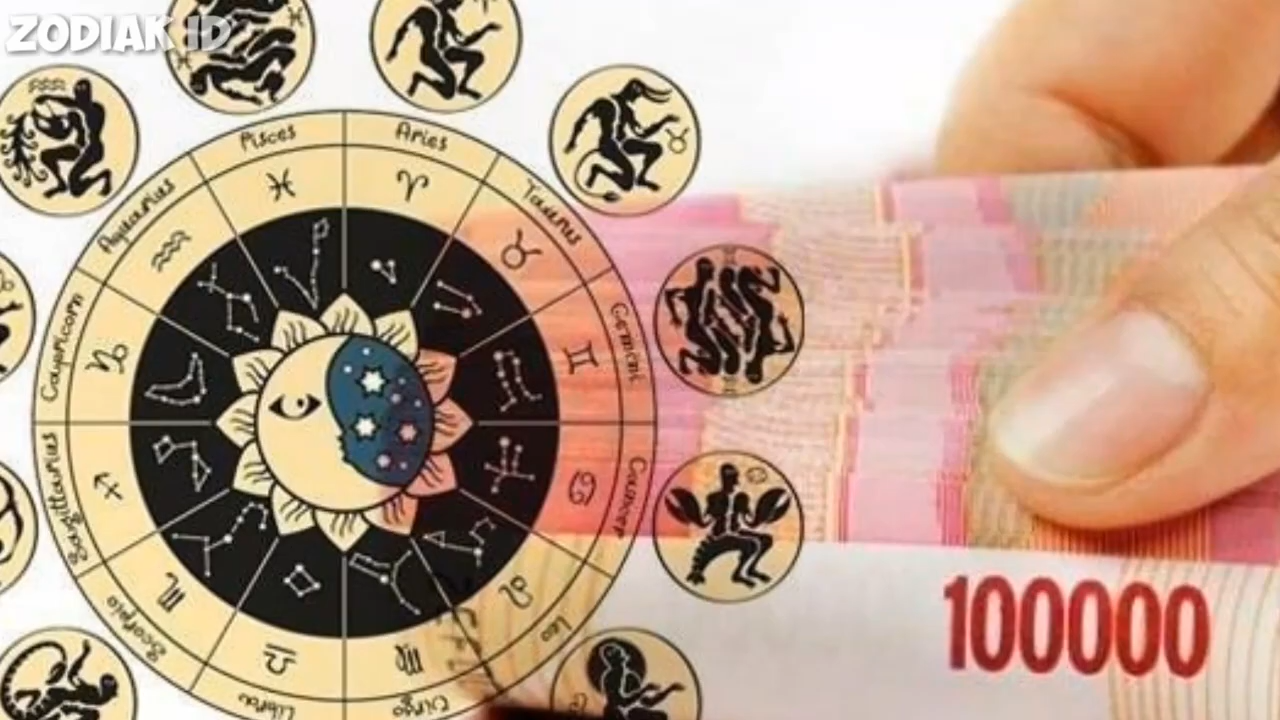 ZODIAK ID
Pisces
Aries
Taurus
Gemini
Cancer
Leo
Virgo
Libra
Scorpio
Sagittarius
Capricorn
Aquarius
100000